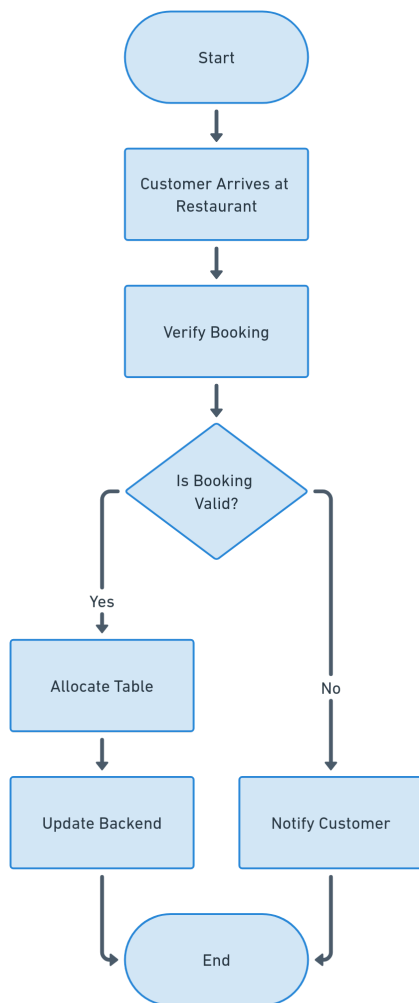 Start
Customer Arrives at
Restaurant
Verify Booking
Is Booking
Valid?
Yes
Allocate Table
No
Update Backend
Notify Customer
End